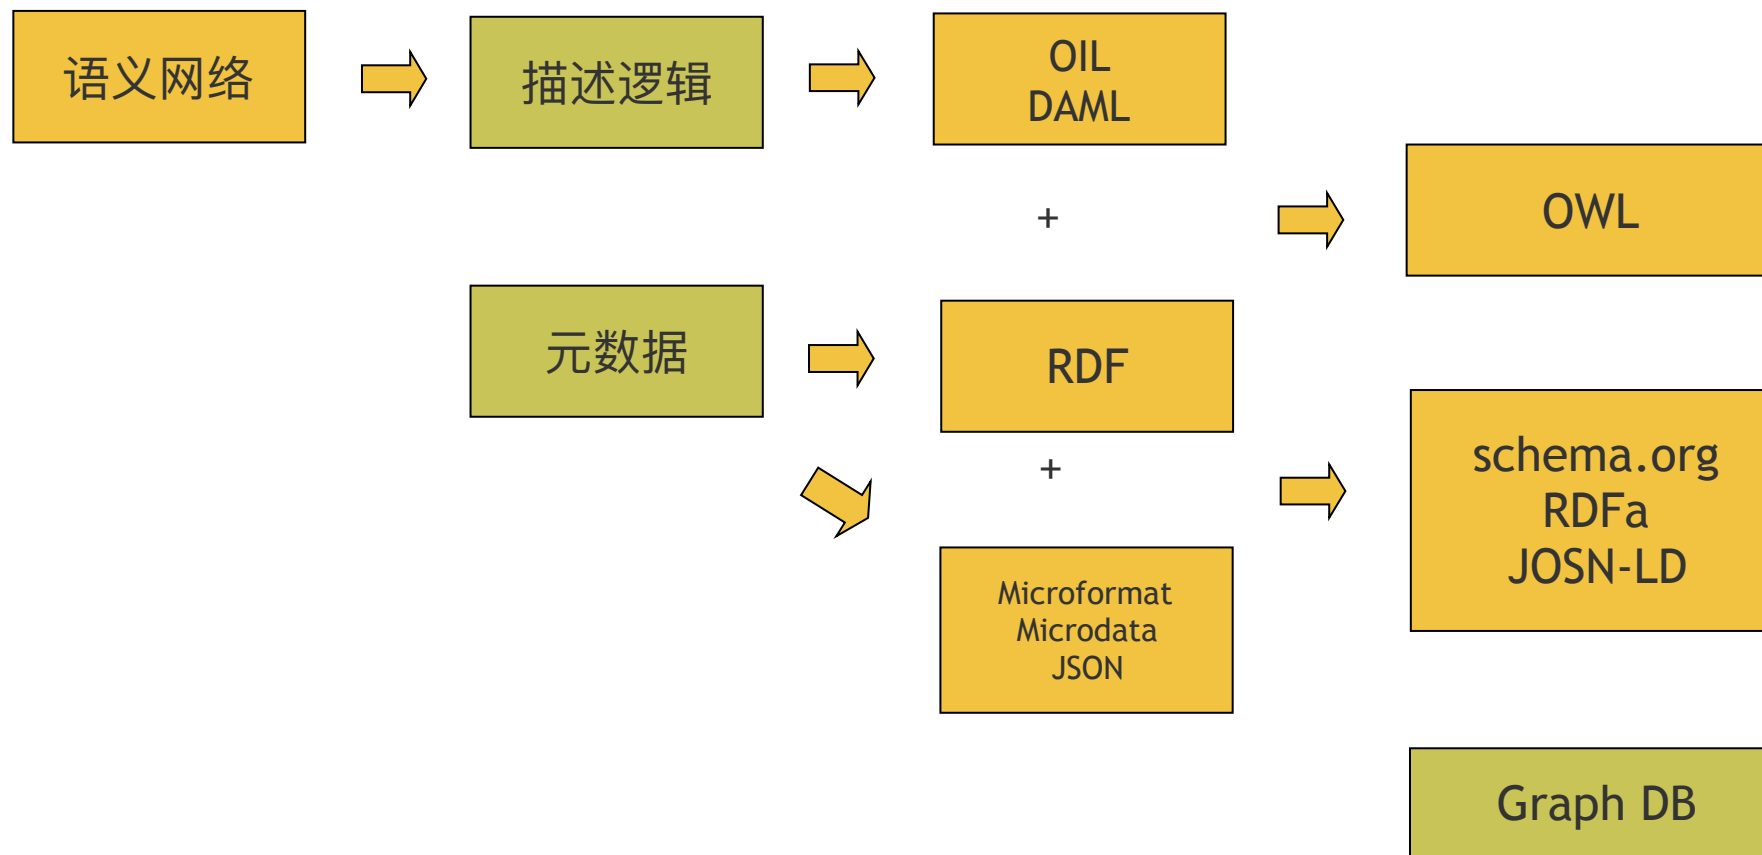 语义网络
描述逻辑
OIL
DAML
+
OWL
元数据
RDF
+
schema.org
RDFa
JOSN-LD
Microformat
Microdata
JSON
Graph DB